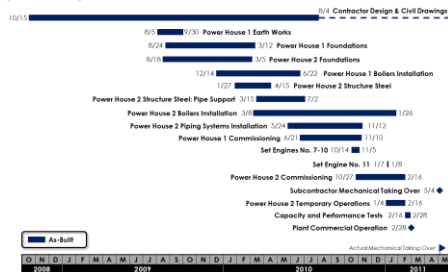 10/15 8/4 Contractor Design & Civil Drawings
8/5 9/30 Power House 1 Earth Works
8/24 3/12 Power House 1 Foundations
8/18 3/5 Power House 2 Foundations
12/14 6/22 Power House 1 Boilers Installation
1/27 4/15 Power House 2 Structure Steel
Power House 2 Structure Steel: Pipe Support 3/15 7/2
Power House 2 Boilers Installation 3/8 1/26
Power House 2 Piping Systems Installation 5/24 11/12
Power House 1 Commissioning 6/21 11/10
Set Engines No. 7-10 10/14 11/5
Set Engine No. 11 1/7 1/8
Power House 2 Commissioning 10/27 2/16
Subcontractor Mechanical Taking Over 5/4
Power House 2 Temporary Operations 1/4 2/16
Capacity and Performance Tests 2/16 2/28
Plant Commercial Operation 2/28
As-Built
Actual Mechanical Taking Over
O N D J F M A M J J A S O N D J F M A M J J A S O N D J F M A M
2008 2009 2010 2011